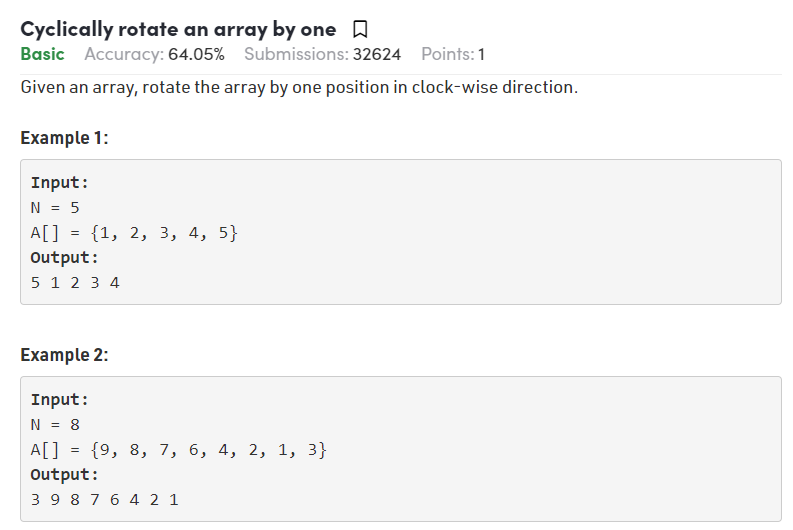 Cyclically rotate an array by one
Basic Accuracy: 64.05% Submissions: 32624 Points: 1
Given an array, rotate the array by one position in clock-wise direction.
Example 1:
Input:
N = 5
A[] = {1, 2, 3, 4, 5}
Output:
5 1 2 3 4
Example 2:
Input:
N = 8
A[] = {9, 8, 7, 6, 4, 2, 1, 3}
Output:
3 9 8 7 6 4 2 1